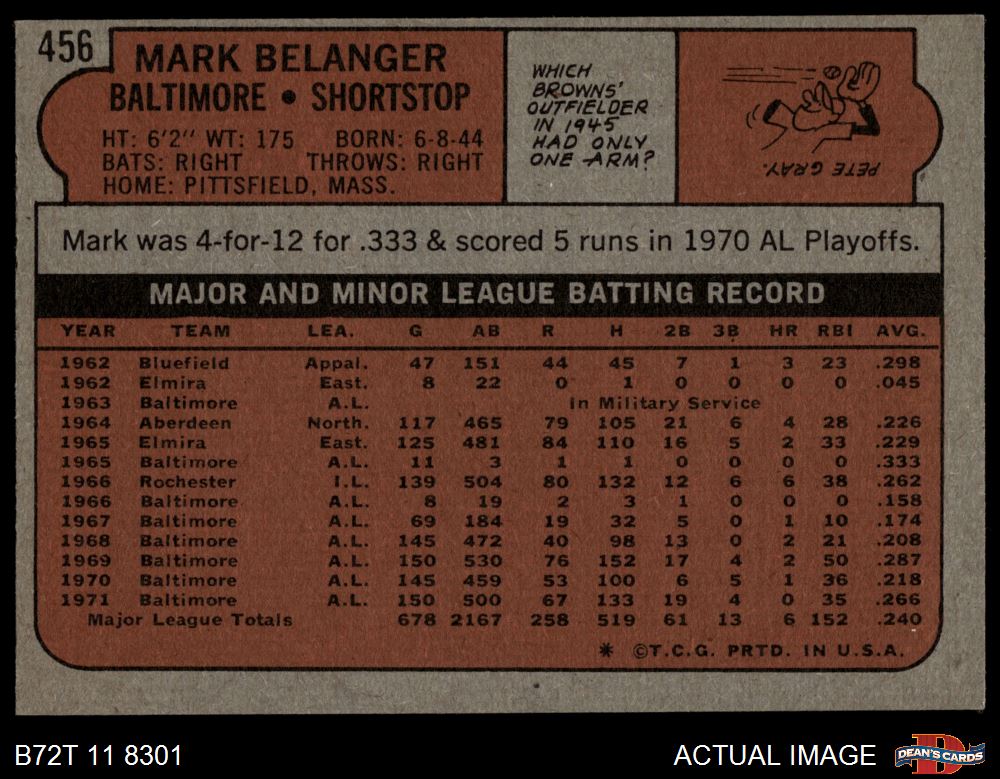 456
MARK BELANGER
BALTIMORE • SHORTSTOP
HT: 6'2" WT: 175 BORN: 6-8-44
BATS: RIGHT THROWS: RIGHT
HOME: PITTSFIELD, MASS.
WHICH
BROWNS'
OUTFIELDER
IN 1945
HAD ONLY
ONE ARM?
PETE GRAY.
Mark was 4-for-12 for .333 & scored 5 runs in 1970 AL Playoffs.
MAJOR AND MINOR LEAGUE BATTING RECORD
YEAR TEAM LEA. G AB R H 2B 3B HR RBI AVG.
1962 Bluefield Appal. 47 151 44 45 7 1 3 23 .298
1962 Elmira East. 8 22 0 1 0 0 0 0 .045
1963 Baltimore A.L. In Military Service
1964 Aberdeen North. 117 465 79 105 21 6 4 28 .226
1965 Elmira East. 125 481 84 110 16 5 2 33 .229
1965 Baltimore A.L. 11 3 1 1 0 0 0 0 .333
1966 Rochester I.L. 139 504 80 132 12 6 6 38 .262
1966 Baltimore A.L. 8 19 2 3 1 0 0 0 .158
1967 Baltimore A.L. 69 184 19 32 5 0 1 10 .174
1968 Baltimore A.L. 145 472 40 98 13 0 2 21 .208
1969 Baltimore A.L. 150 530 76 152 17 4 2 50 .287
1970 Baltimore A.L. 145 459 53 100 6 5 1 36 .218
1971 Baltimore A.L. 150 500 67 133 19 4 0 35 .266
Major League Totals 678 2167 258 519 61 13 6 152 .240
* ©T.C.G. PRTD. IN U.S.A.
B72T 11 8301
ACTUAL IMAGE
DEAN'S CARDS